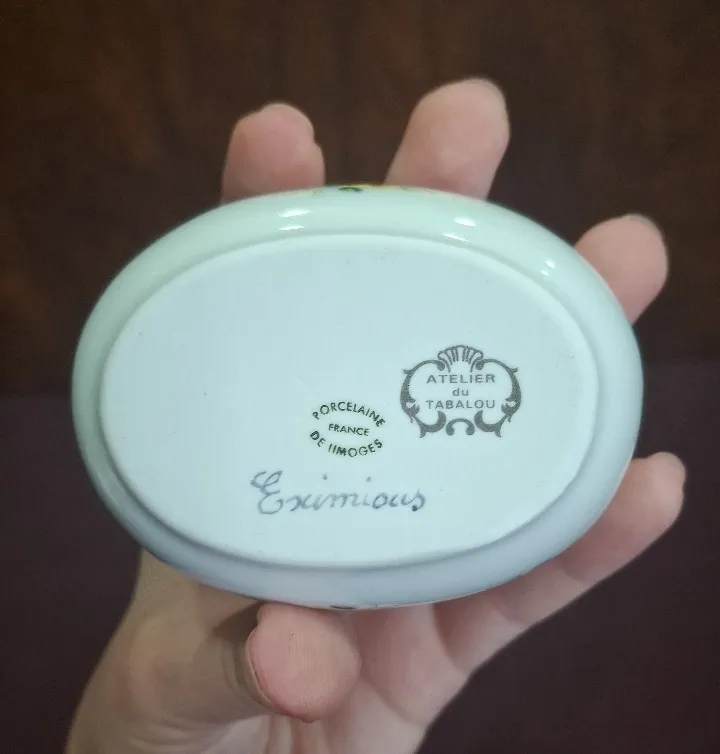 ATELIER
du
TABALOU
PORCELAINE
FRANCE
DE LIMOGES
Eximious